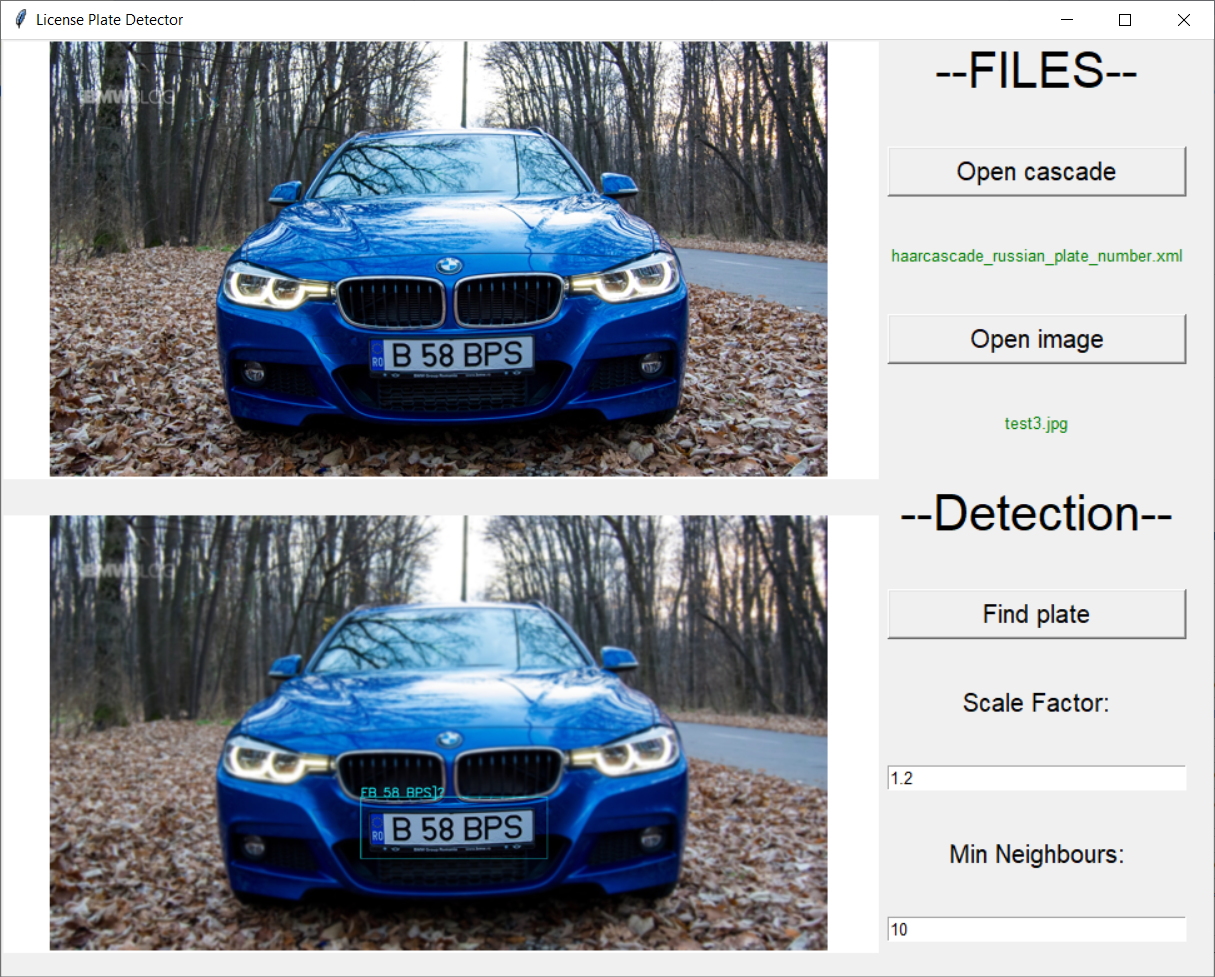 License Plate Detector
BMWBLOG
B 58 BPS
RO
--FILES--
Open cascade
haarcascade_russian_plate_number.xml
Open image
test3.jpg
BMWBLOG
FB 58 BPS]?
B 58 BPS
RO
--Detection--
Find plate
Scale Factor:
1.2
Min Neighbours:
10